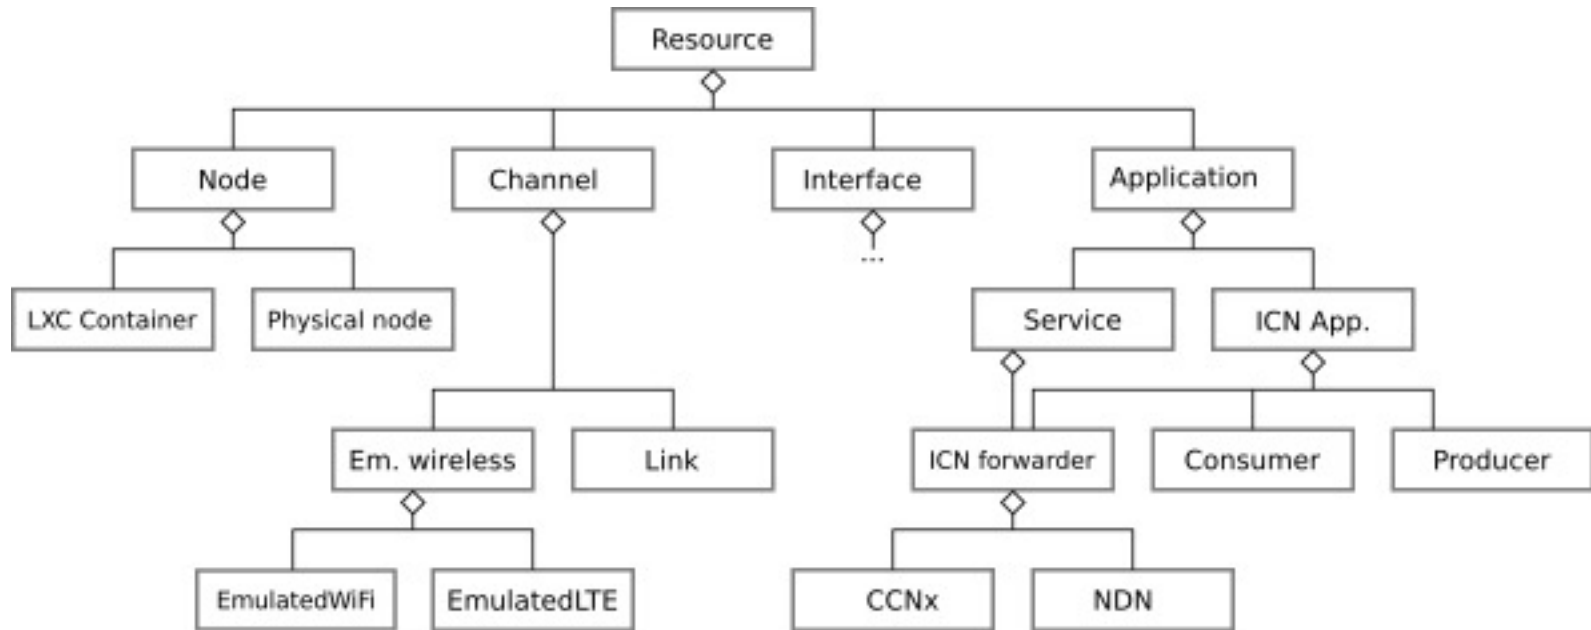 Resource
Node
Channel
Interface
Application
...
LXC Container
Physical node
Service
ICN App.
Em. wireless
Link
ICN forwarder
Consumer
Producer
EmulatedWiFi
EmulatedLTE
CCNx
NDN